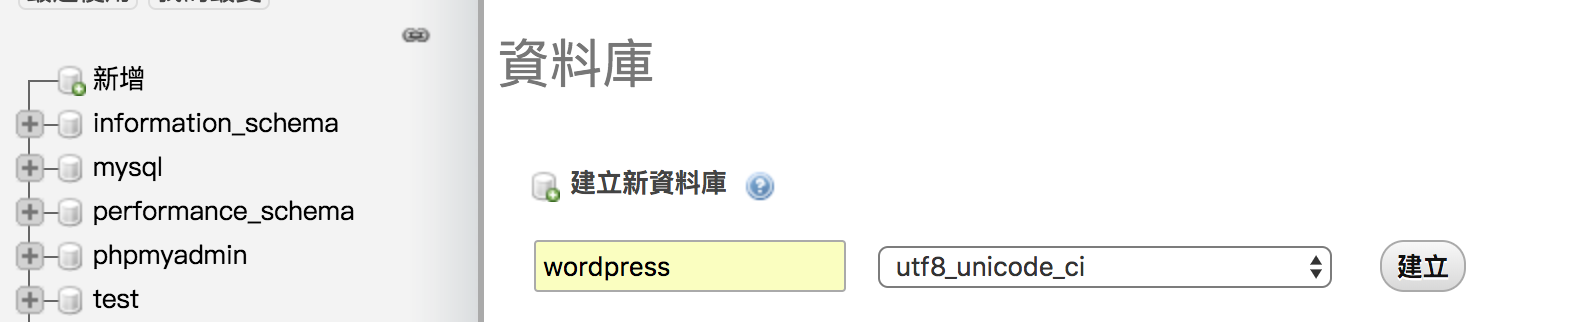 新增
information_schema
mysql
performance_schema
phpmyadmin
test
資料庫
建立新資料庫
wordpress utf8_unicode_ci 建立